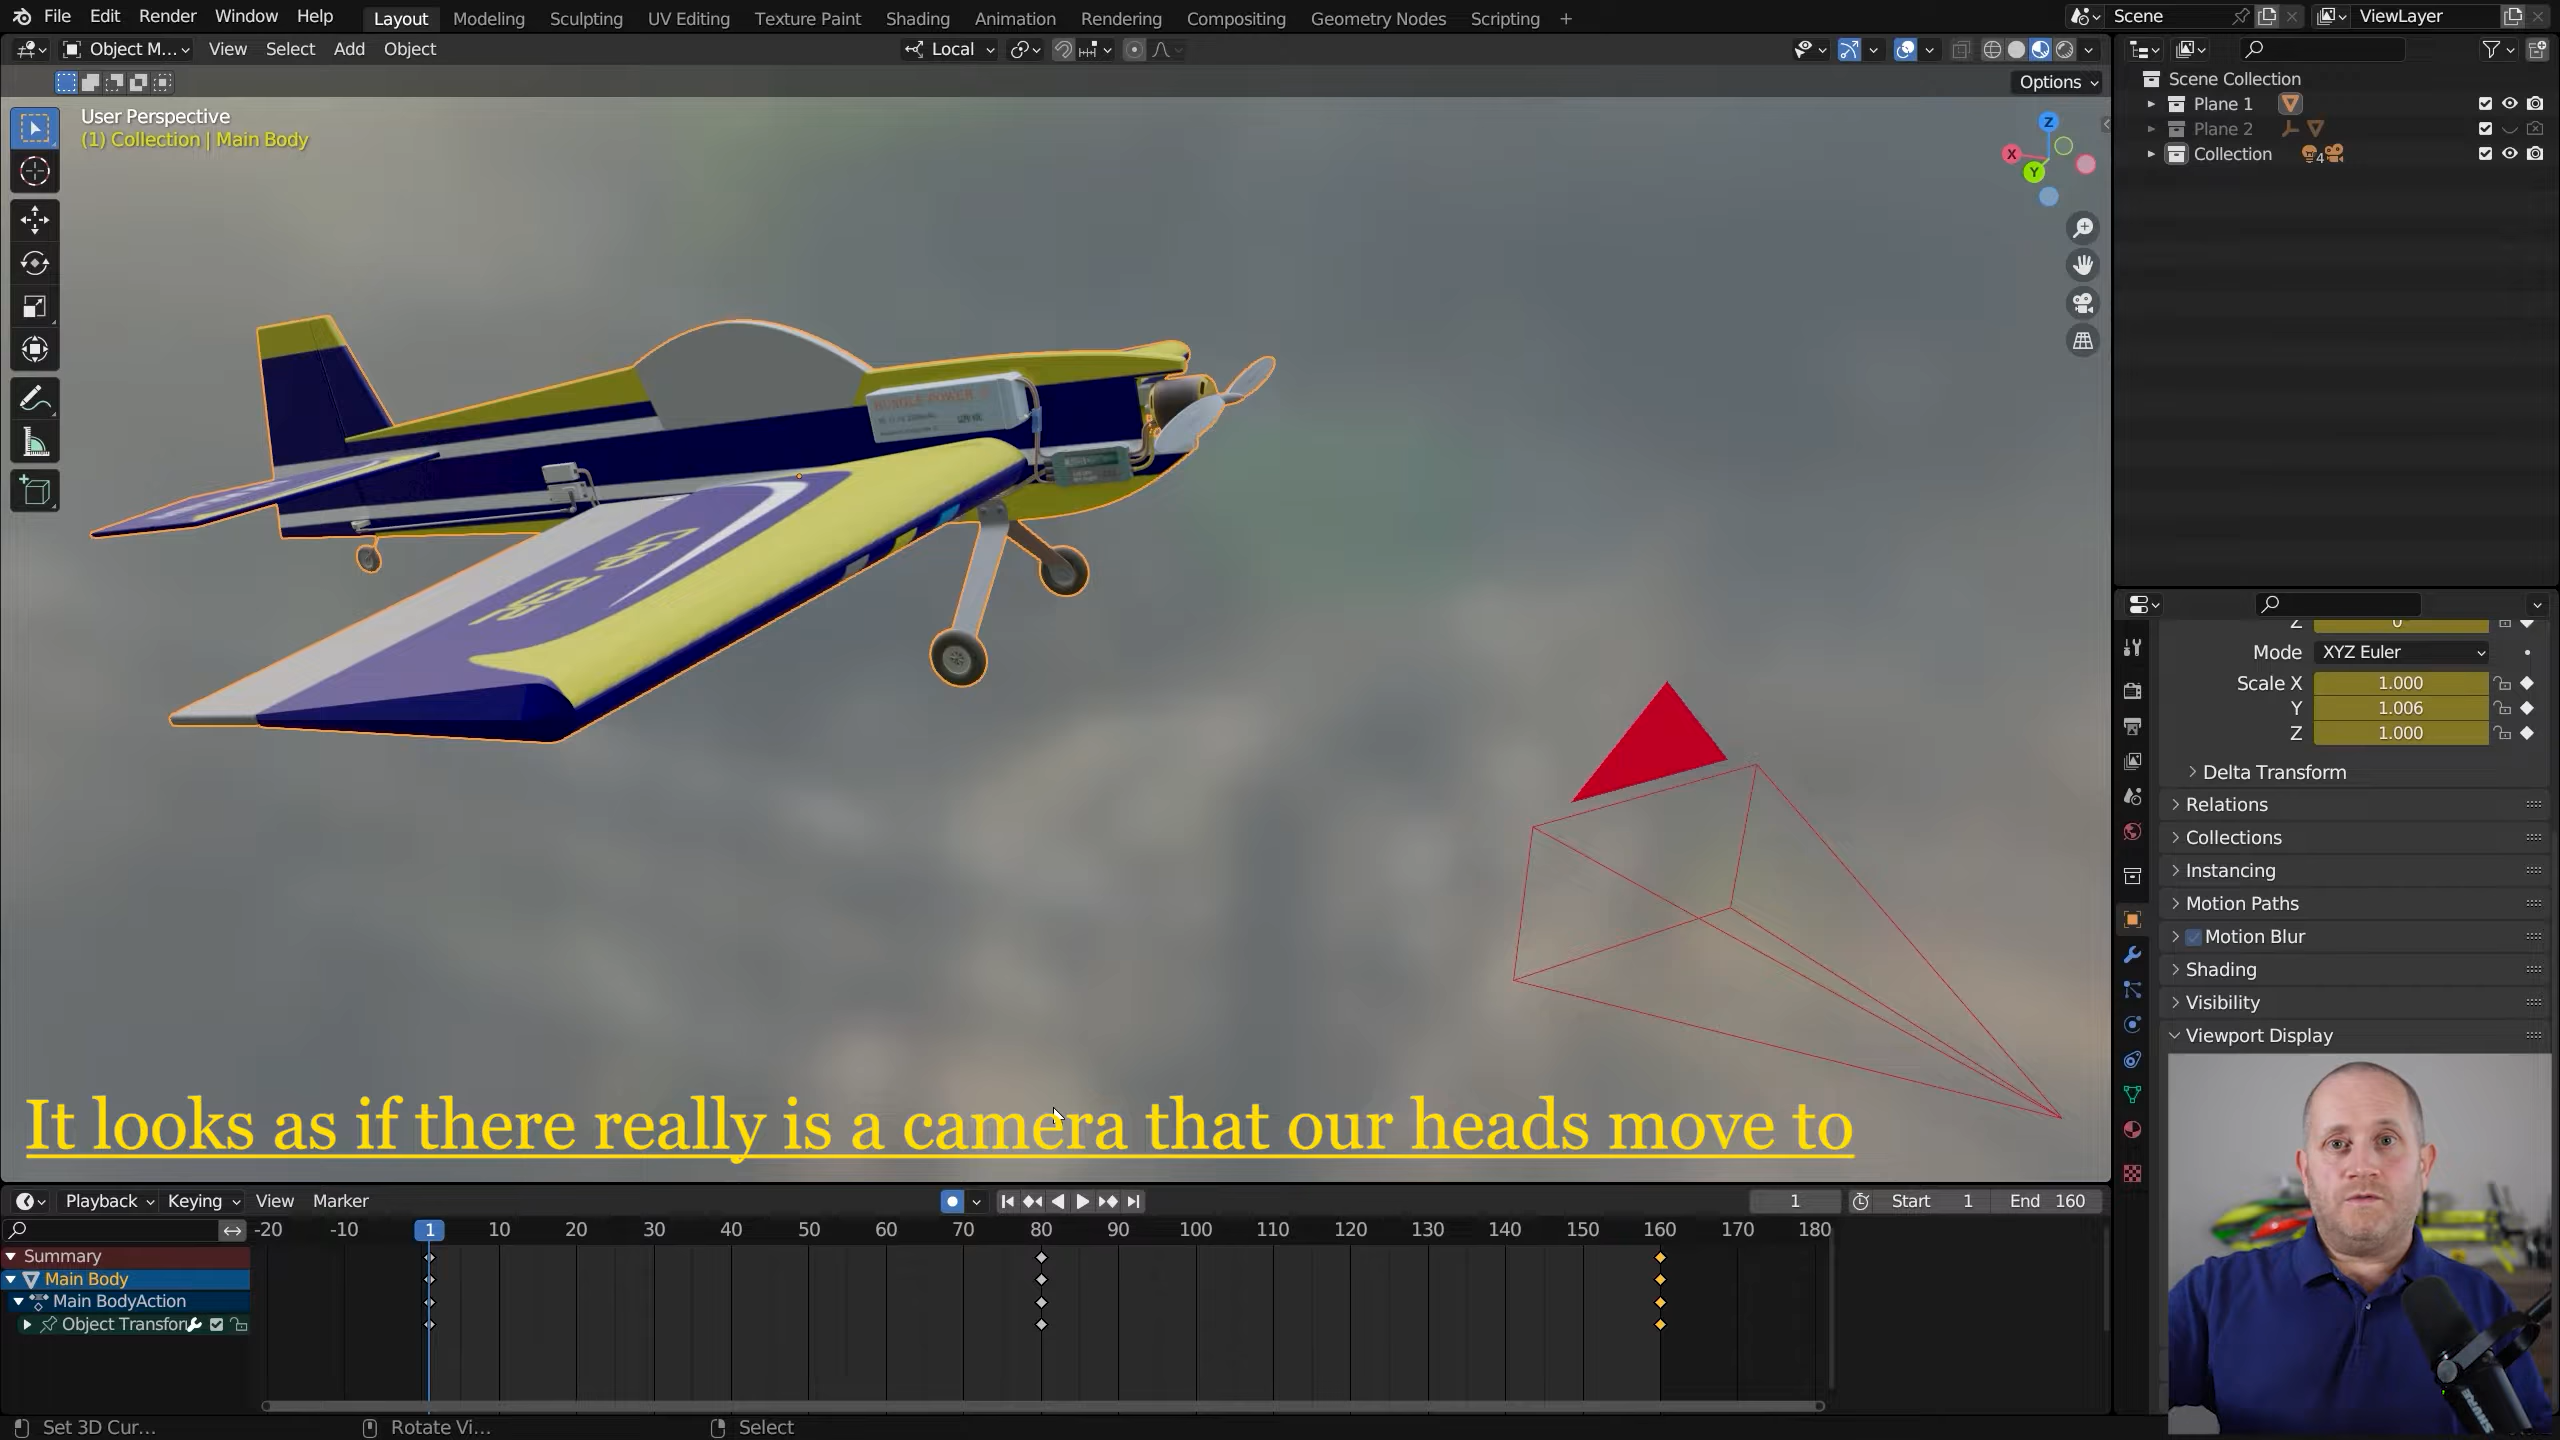 File Edit Render Window Help Layout Modeling Sculpting UV Editing Texture Paint Shading Animation Rendering Compositing Geometry Nodes Scripting + Scene ViewLayer
Object M... View Select Add Object Local
Options
User Perspective
(1) Collection | Main Body
Z
X
Y
Scene Collection
Plane 1
Plane 2
Collection 4
Z 0
Mode XYZ Euler
Scale X 1.000
Y 1.006
Z 1.000
Delta Transform
Relations
Collections
Instancing
Motion Paths
Motion Blur
Shading
Visibility
Viewport Display
It looks as if there really is a camera that our heads move to
Playback Keying View Marker 1 Start 1 End 160
-20 -10 1 10 20 30 40 50 60 70 80 90 100 110 120 130 140 150 160 170 180
Summary
Main Body
Main BodyAction
Object Transfor
Set 3D Cur... Rotate Vi... Select